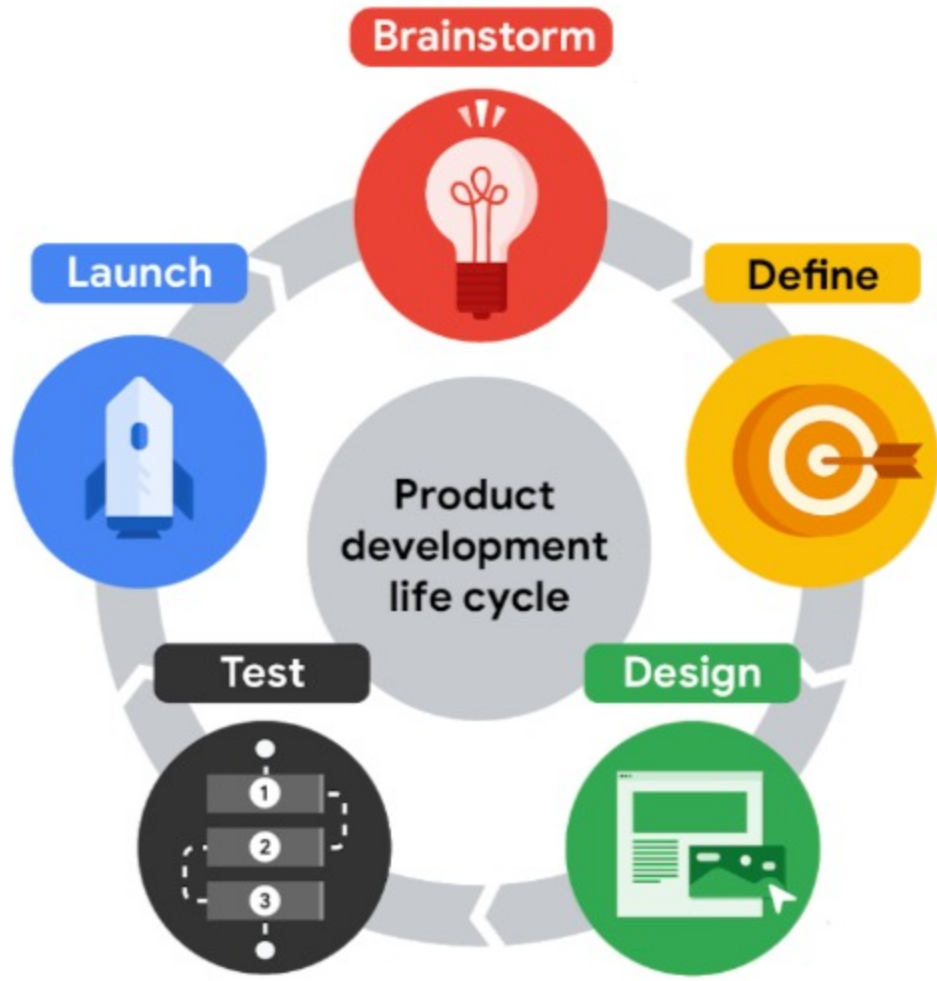 Brainstorm
Launch
Define
Product
development
life cycle
Test
Design
1
2
3